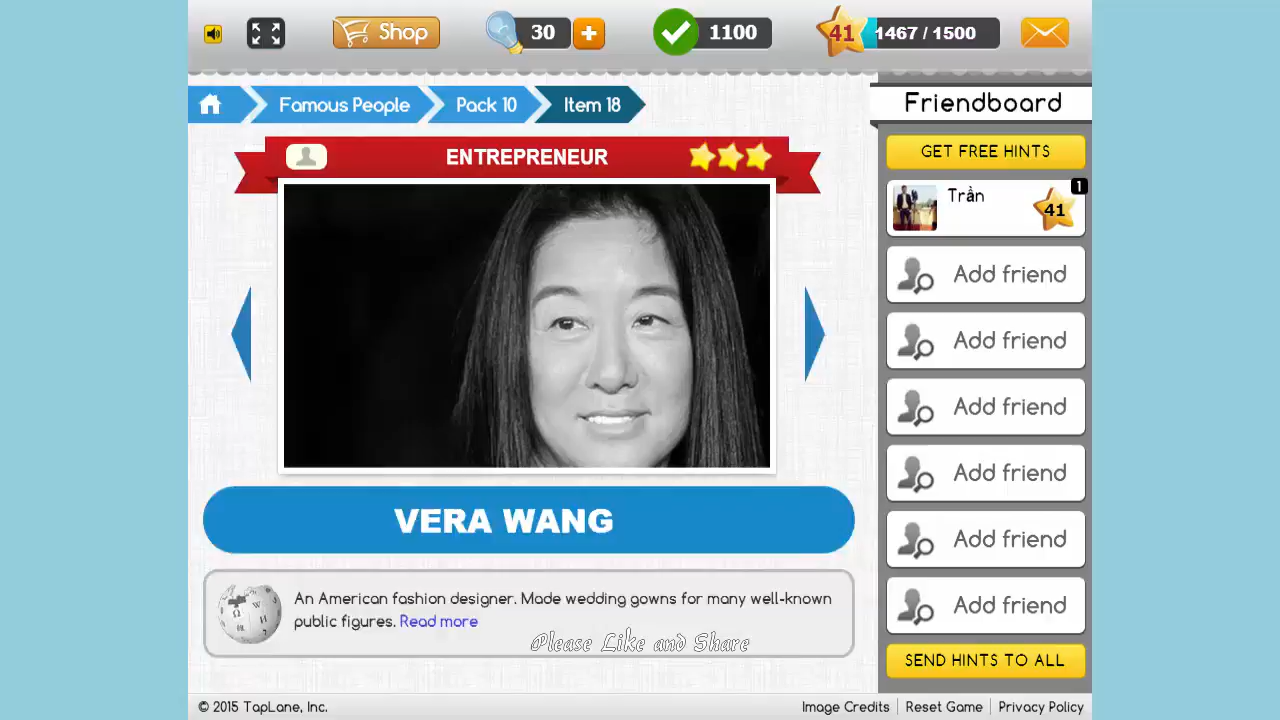 Shop
30
1100
41
1467 / 1500
Famous People
Pack 10
Item 18
Friendboard
ENTREPRENEUR
GET FREE HINTS
1
Trần
41
Add friend
Add friend
Add friend
Add friend
Add friend
Add friend
VERA WANG
An American fashion designer. Made wedding gowns for many well-known
public figures. Read more
Please Like and Share
SEND HINTS TO ALL
© 2015 TapLane, Inc.
Image Credits
Reset Game
Privacy Policy